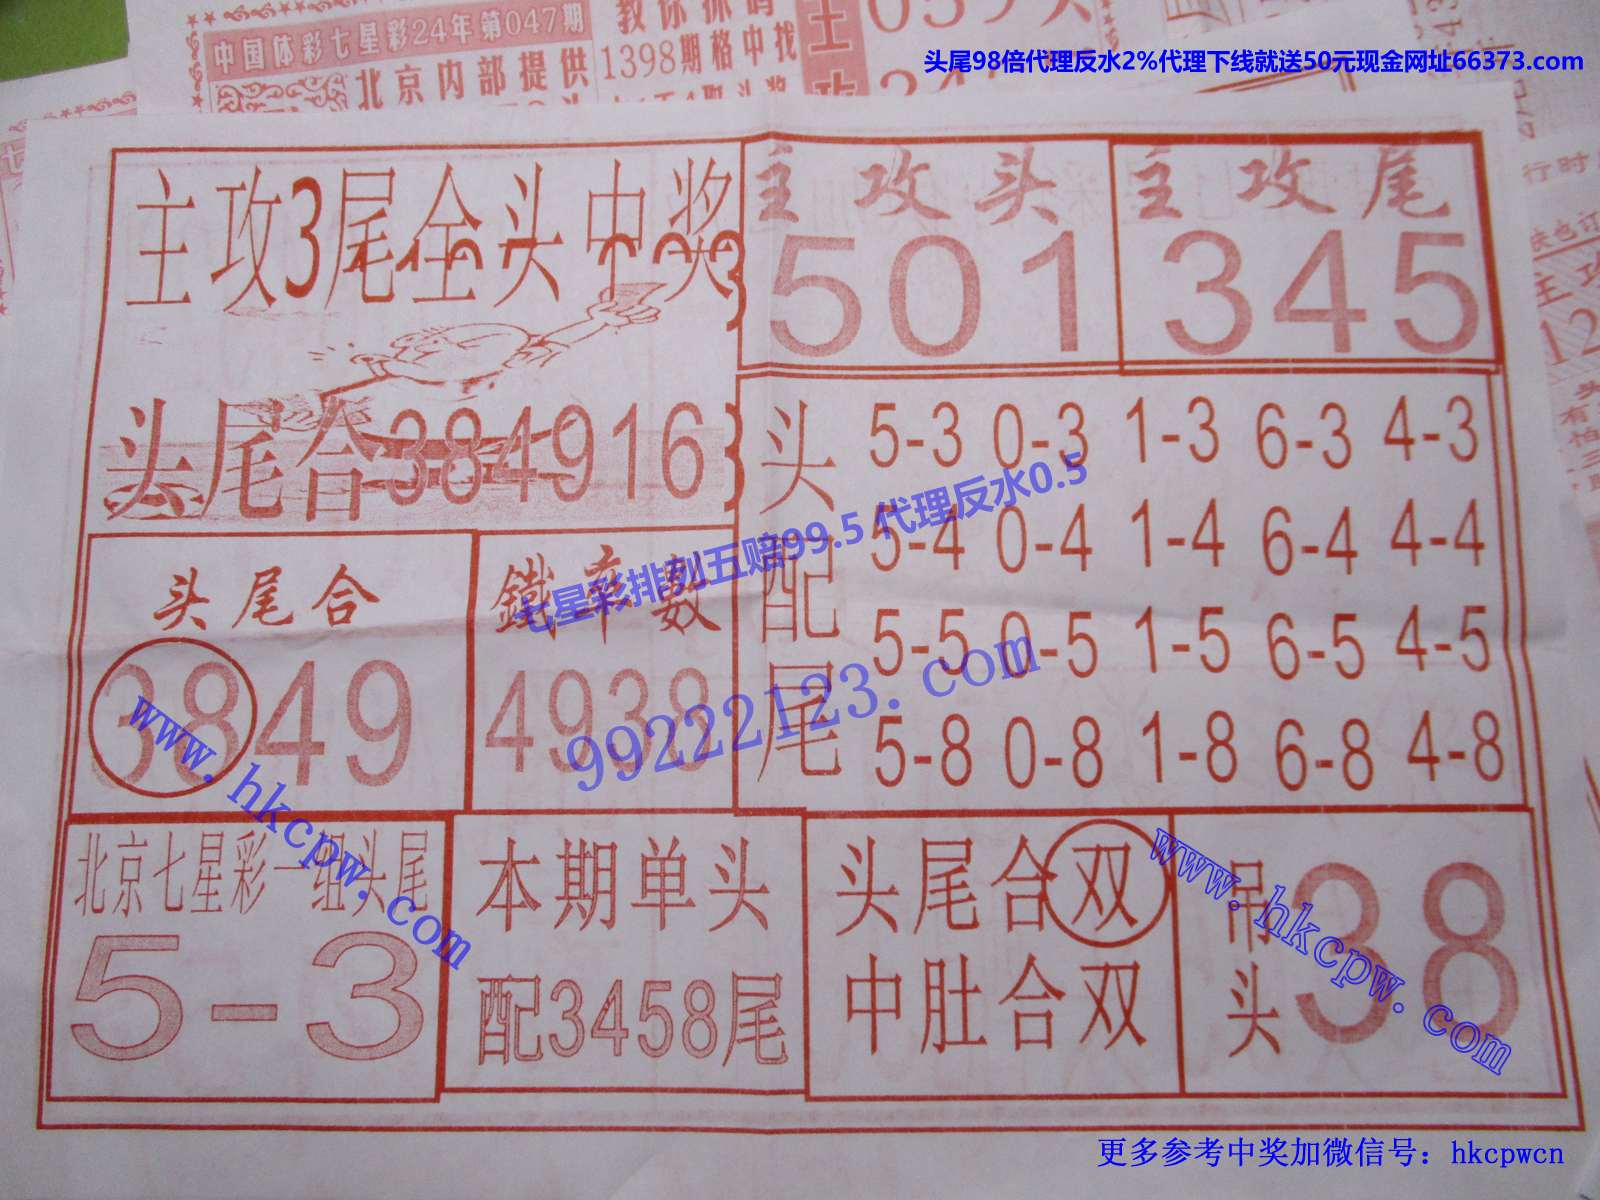 中国体彩七星彩24年第047期
北京内部提供
1398期格中找
头尾98倍代理反水2%代理下线就送50元现金网址66373.com
主攻3尾全头中奖
头尾合384916
主攻头
501
主攻尾
345
头配尾
5-3 0-3 1-3 6-3 4-3
5-4 0-4 1-4 6-4 4-4
5-5 0-5 1-5 6-5 4-5
5-8 0-8 1-8 6-8 4-8
头尾合
3849
鐵率數
4938
七星彩排列五赔99.5 代理反水0.5
99222123.com
www.hkcpw.com
北京七星彩一组头尾
5-3
本期单头
配3458尾
头尾合双
中肚合双
吊头
38
www.hkcpw.com
更多参考中奖加微信号：hkcpwcn